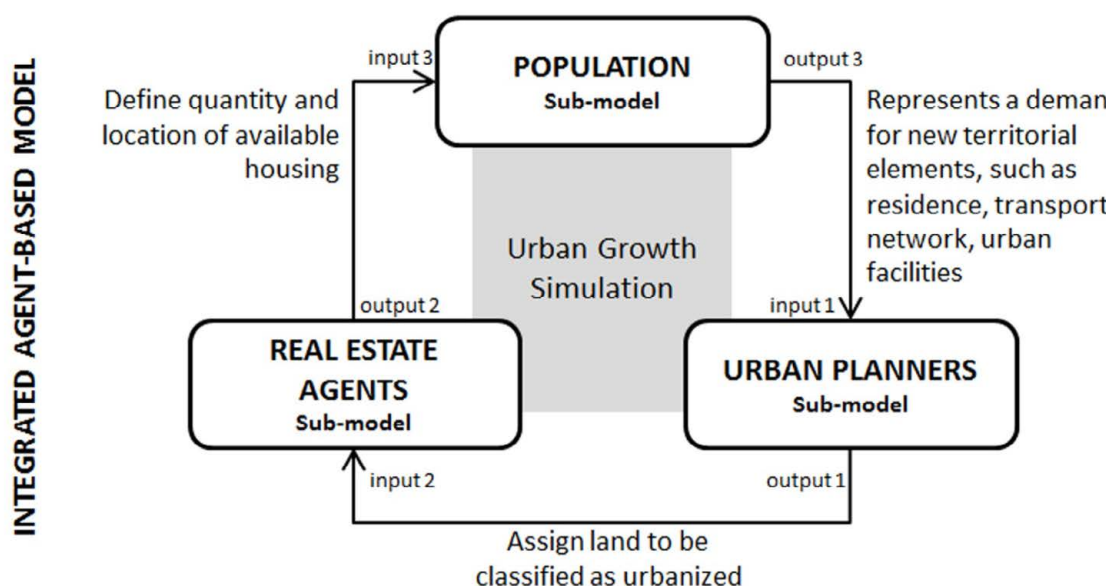 INTEGRATED AGENT-BASED MODEL
input 3
POPULATION
Sub-model
output 3
Define quantity and
location of available
housing
Represents a deman
for new territorial
elements, such as
residence, transport
network, urban
facilities
Urban Growth
Simulation
output 2
input 1
REAL ESTATE
AGENTS
Sub-model
URBAN PLANNERS
Sub-model
input 2
output 1
Assign land to be
classified as urbanized